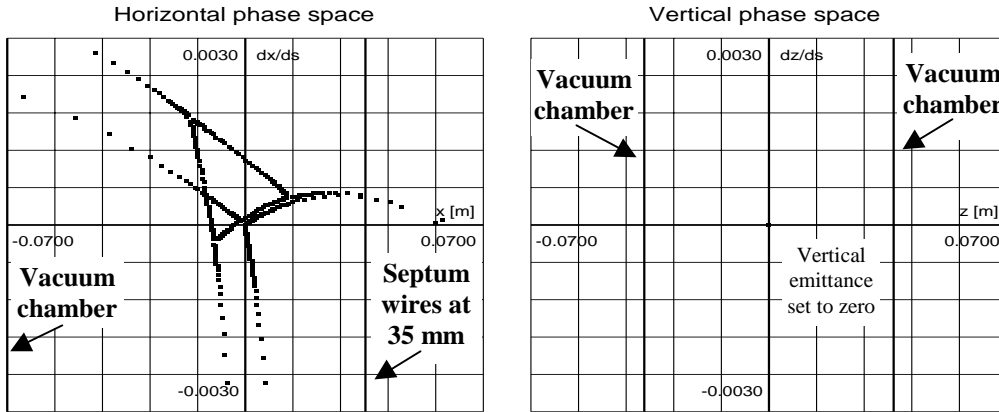 Horizontal phase space
0.0030 dx/ds
x [m]
-0.0700
0.0700
Vacuum
chamber
Septum
wires at
35 mm
-0.0030
Vertical phase space
0.0030 dz/ds
Vacuum
chamber
Vacuum
chamber
z [m]
-0.0700
0.0700
Vertical
emittance
set to zero
-0.0030